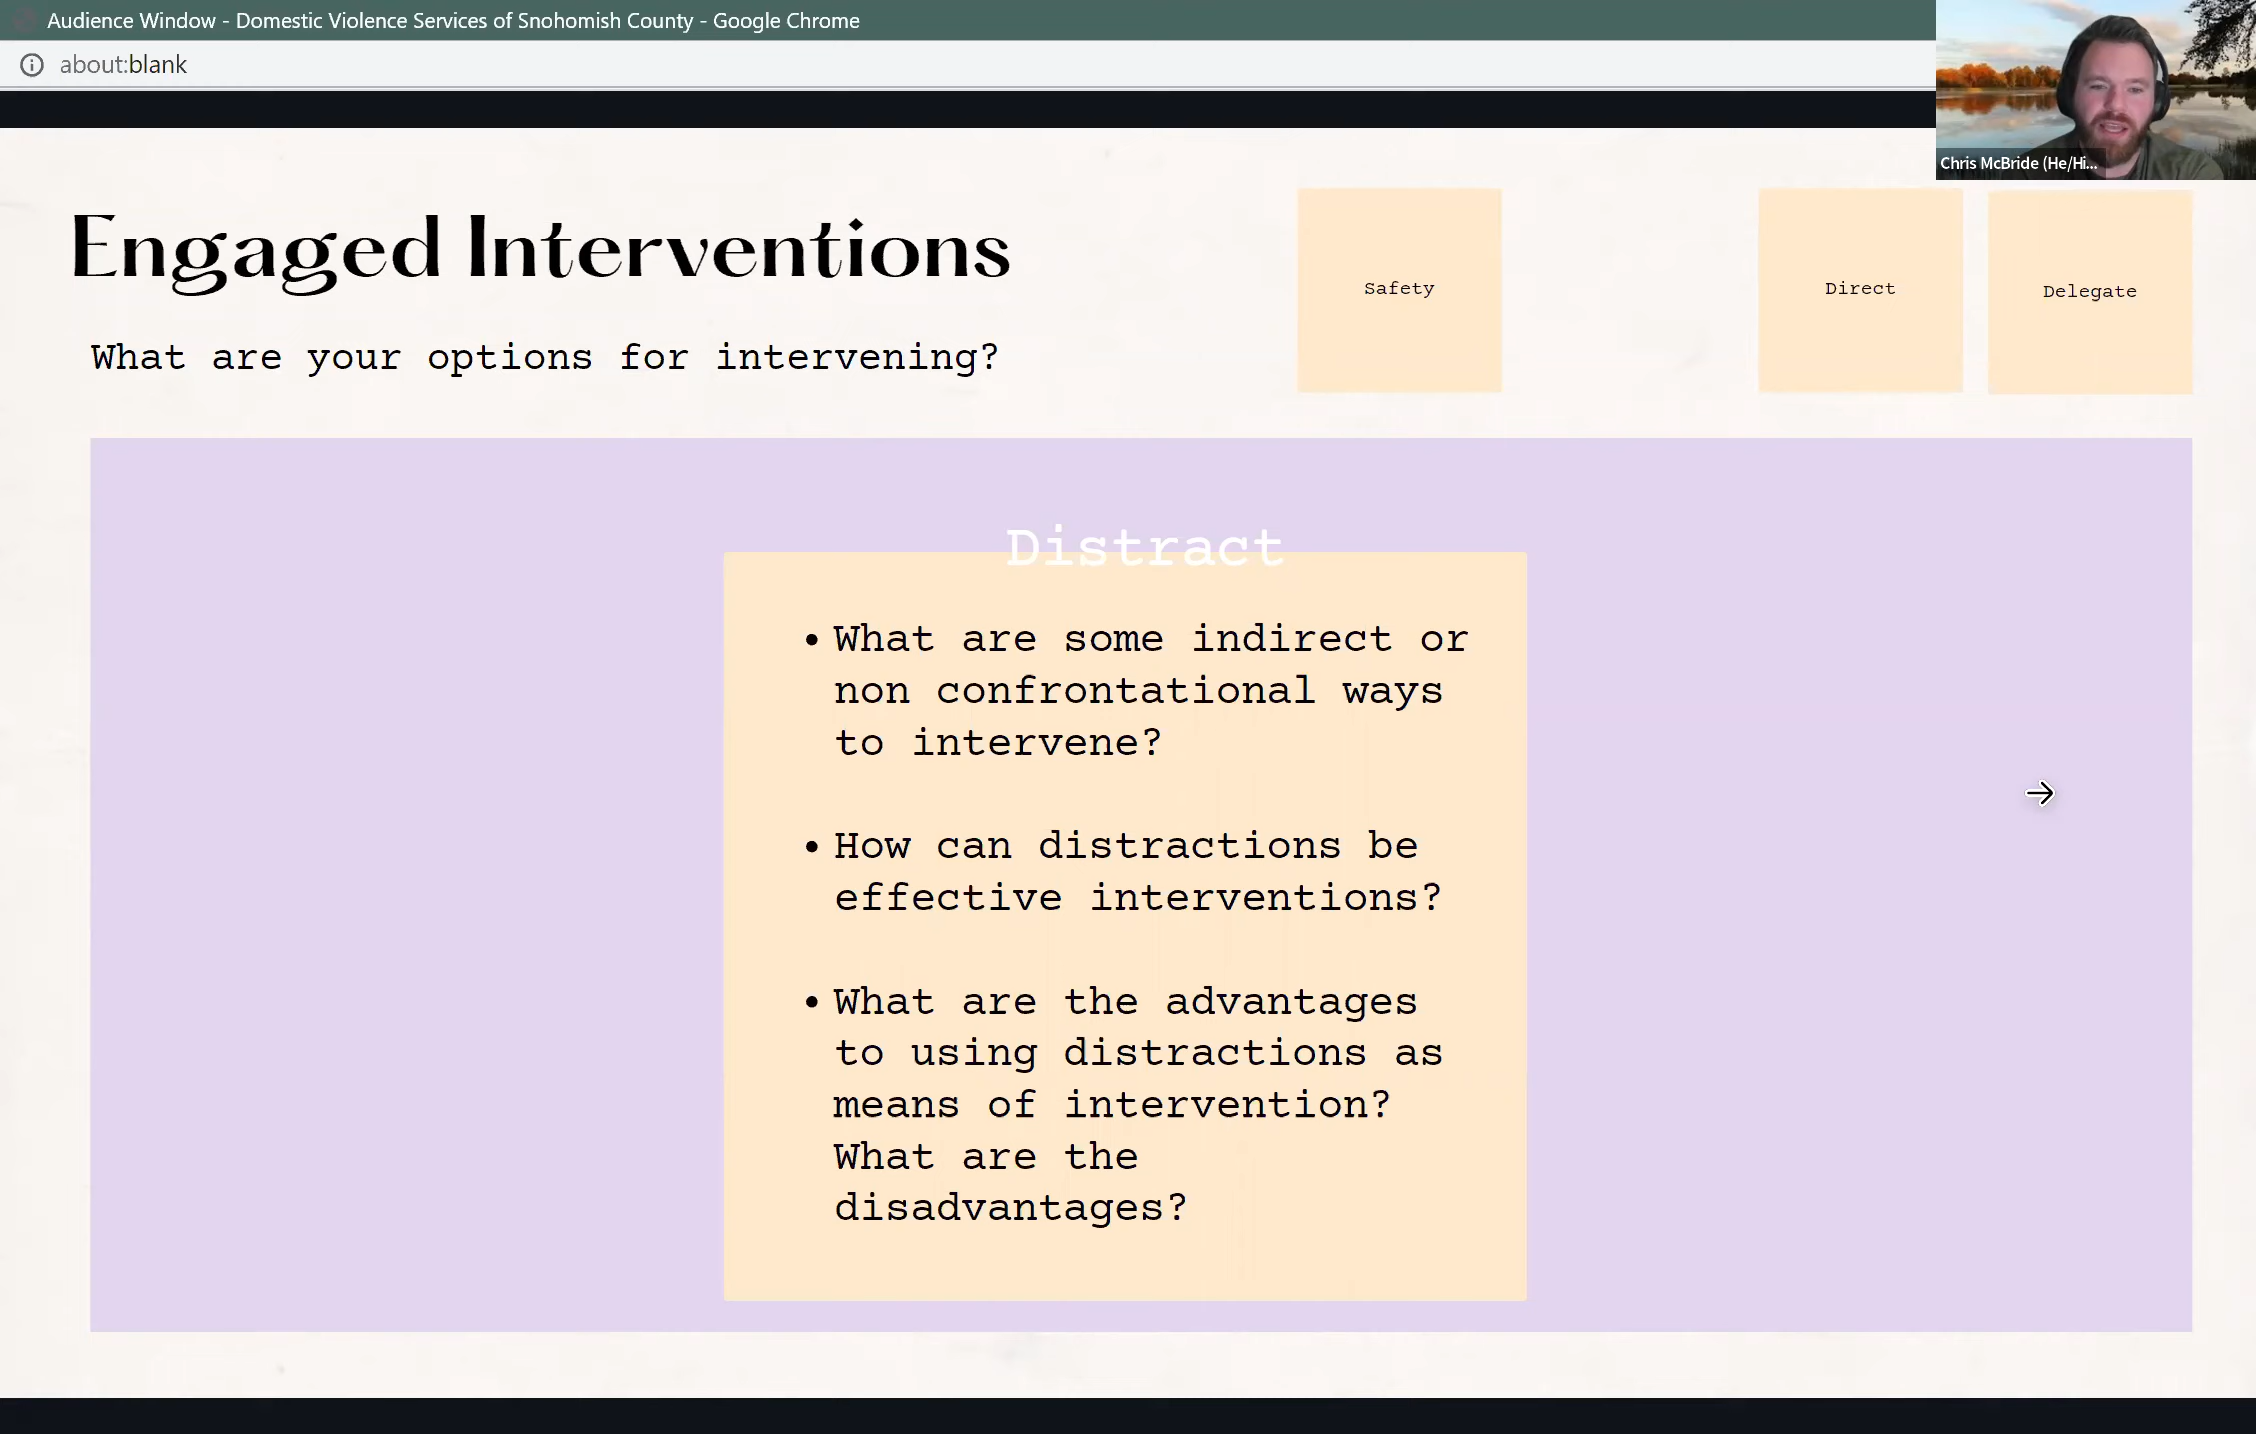 Audience Window - Domestic Violence Services of Snohomish County - Google Chrome
about:blank
Chris McBride (He/Hi...
Engaged Interventions
What are your options for intervening?
Safety
Direct
Delegate
Distract
• What are some indirect or
non confrontational ways
to intervene?
• How can distractions be
effective interventions?
• What are the advantages
to using distractions as
means of intervention?
What are the
disadvantages?